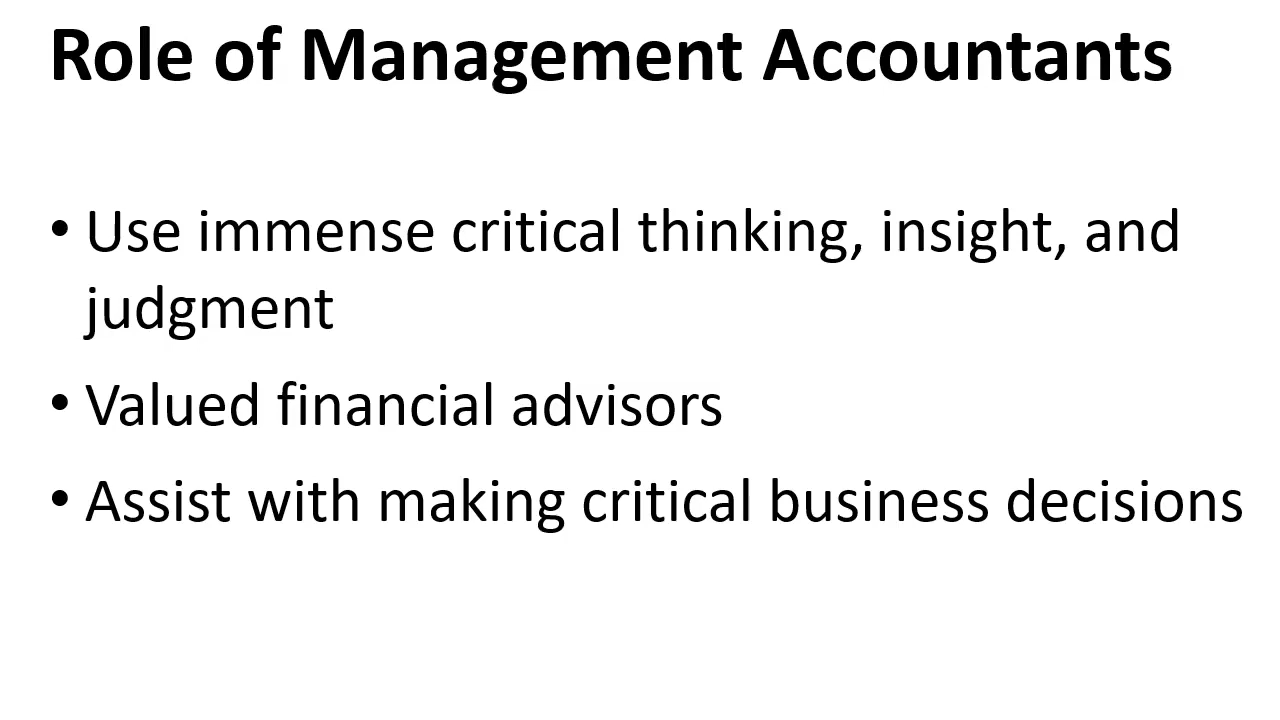 Role of Management Accountants
• Use immense critical thinking, insight, and
judgment
• Valued financial advisors
• Assist with making critical business decisions